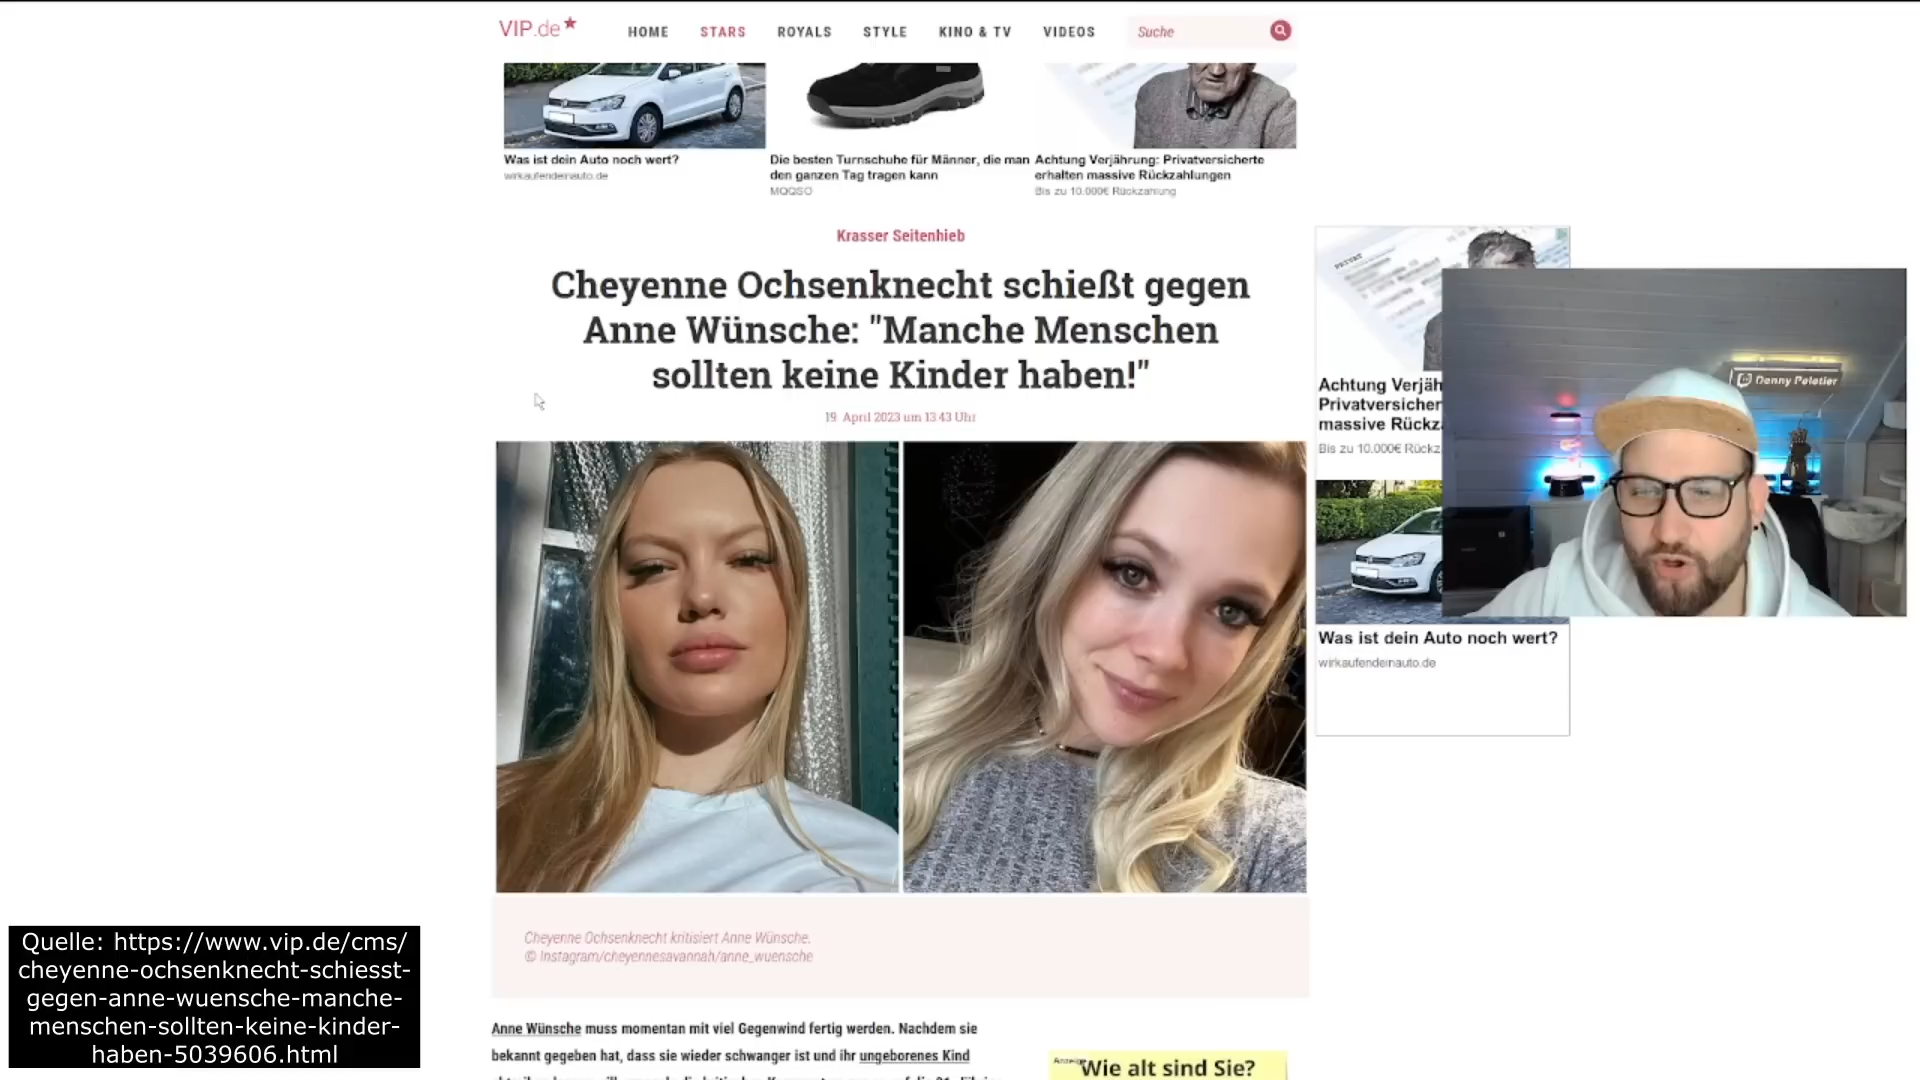 VIP.de
HOME STARS ROYALS STYLE KINO & TV VIDEOS Suche
Was ist dein Auto noch wert?
wirkaufendeinauto.de
Die besten Turnschuhe für Männer, die man
den ganzen Tag tragen kann
MQQSO
Achtung Verjährung: Privatversicherte
erhalten massive Rückzahlungen
Bis zu 10.000€ Rückzahlung
Krasser Seitenhieb
Cheyenne Ochsenknecht schießt gegen
Anne Wünsche: "Manche Menschen
sollten keine Kinder haben!"
19. April 2023 um 13:43 Uhr
PRIVAT
Achtung Verjäh
Privatversicher
massive Rückz
Bis zu 10.000€ Rückz
Denny Peletier
Was ist dein Auto noch wert?
wirkaufendeinauto.de
Cheyenne Ochsenknecht kritisiert Anne Wünsche.
© Instagram/cheyennesavannah/anne_wuensche
Anne Wünsche muss momentan mit viel Gegenwind fertig werden. Nachdem sie
bekannt gegeben hat, dass sie wieder schwanger ist und ihr ungeborenes Kind
Anzeige
Wie alt sind Sie?
Quelle: https://www.vip.de/cms/
cheyenne-ochsenknecht-schiesst-
gegen-anne-wuensche-manche-
menschen-sollten-keine-kinder-
haben-5039606.html